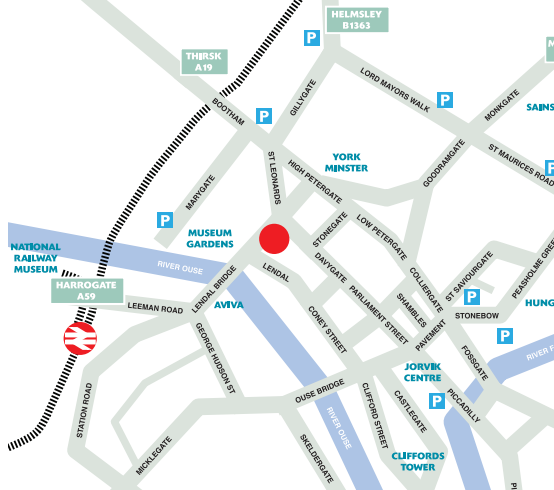 HELMSLEY
B1363
P
THIRSK
A19
LORD MAYORS WALK
P
GILLYGATE
MONKGATE
BOOTHAM
P
SAINS
ST MAURICES ROAD
P
YORK
MINSTER
GOODRAMGATE
ST LEONARDS
HIGH PETERGATE
MARYGATE
P
MUSEUM
GARDENS
STONEGATE
LOW PETERGATE
NATIONAL
RAILWAY
MUSEUM
RIVER OUSE
LENDAL BRIDGE
LENDAL
DAVYGATE
COLLIERGATE
ST SAVIOURGATE
PEASHOLME GREE
HARROGATE
A59
LEEMAN ROAD
AVIVA
PARLIAMENT STREET
SHAMBLES
P
HUNG
STONEBOW
CONEY STREET
PAVEMENT
P
GEORGE HUDSON ST
FOSSGATE
RIVER F
JORVIK
CENTRE
OUSE BRIDGE
STATION ROAD
CLIFFORD STREET
CASTLEGATE
P
PICCADILLY
RIVER OUSE
MICKLEGATE
SKELDERGATE
CLIFFORDS
TOWER